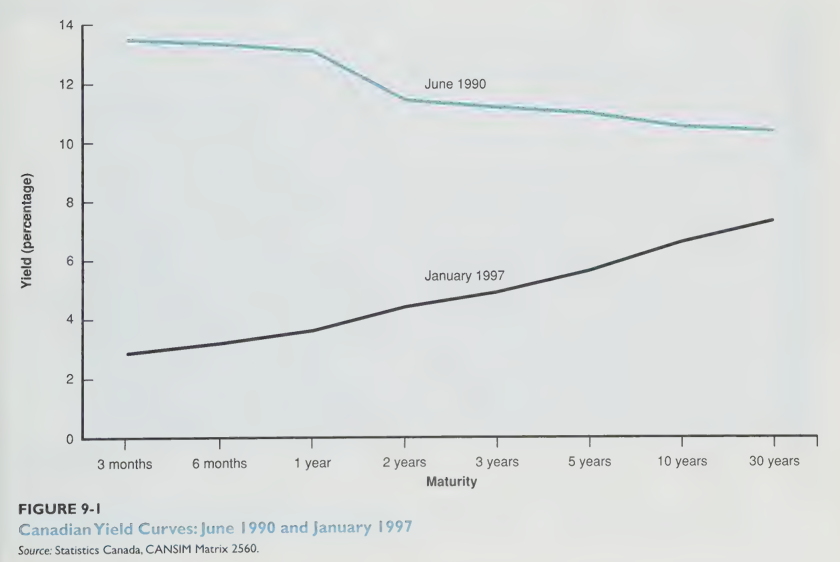 14
12
10
8
6
4
2
0
Yield (percentage)
June 1990
January 1997
3 months 6 months 1 year 2 years 3 years 5 years 10 years 30 years
Maturity
FIGURE 9-1
Canadian Yield Curves: June 1990 and January 1997
Source: Statistics Canada, CANSIM Matrix 2560.